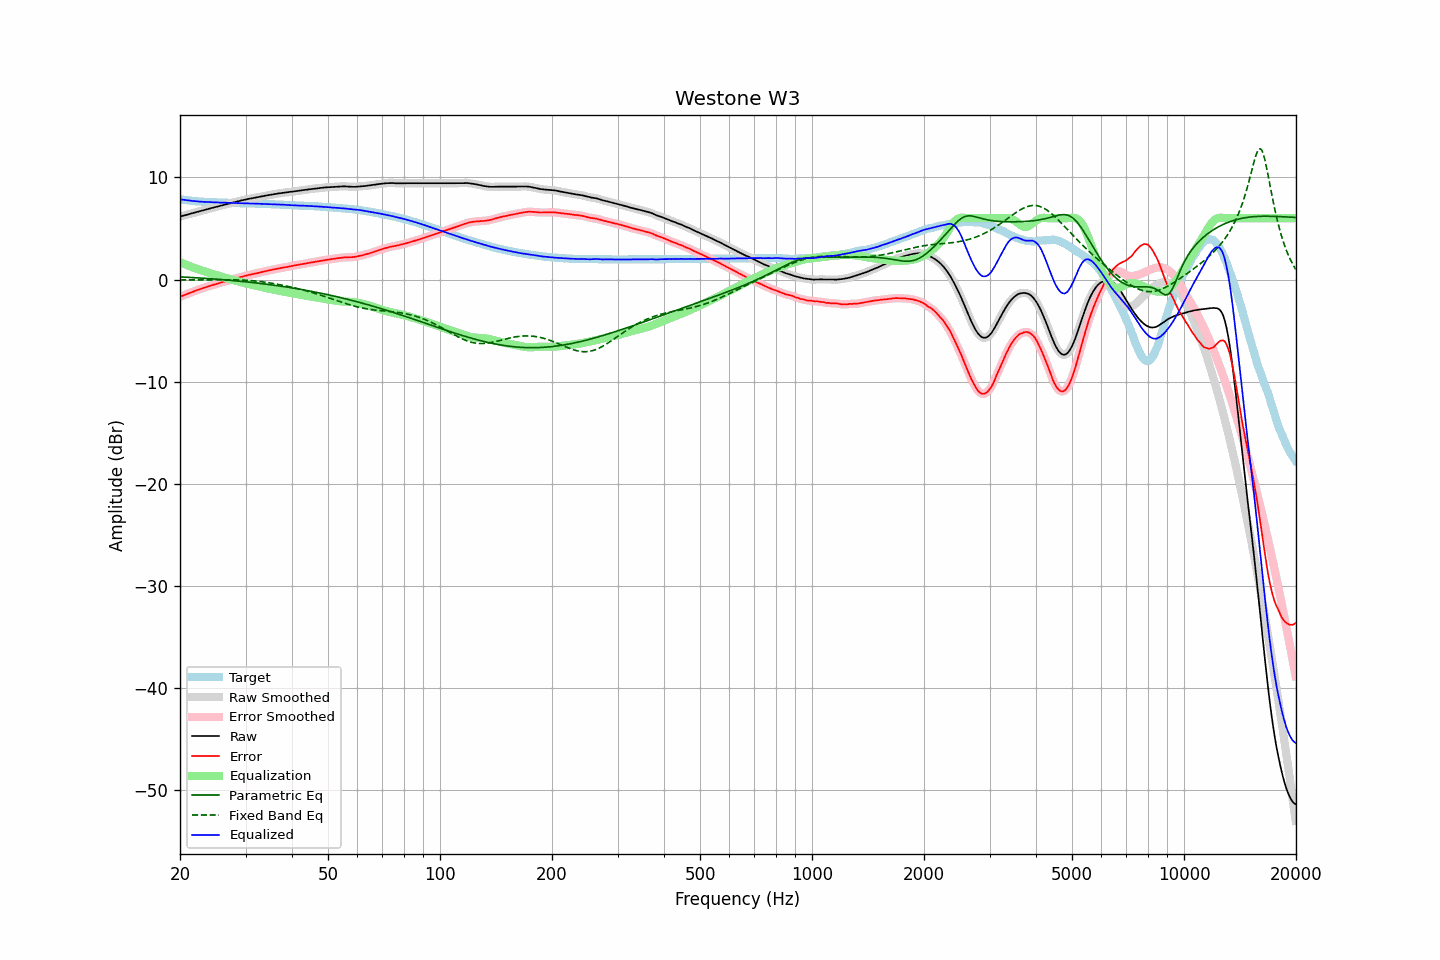 Westone W3
Amplitude (dBr)
10
0
−10
−20
−30
−40
−50
Target
Raw Smoothed
Error Smoothed
Raw
Error
Equalization
Parametric Eq
Fixed Band Eq
Equalized
20 50 100 200 500 1000 2000 5000 10000 20000
Frequency (Hz)